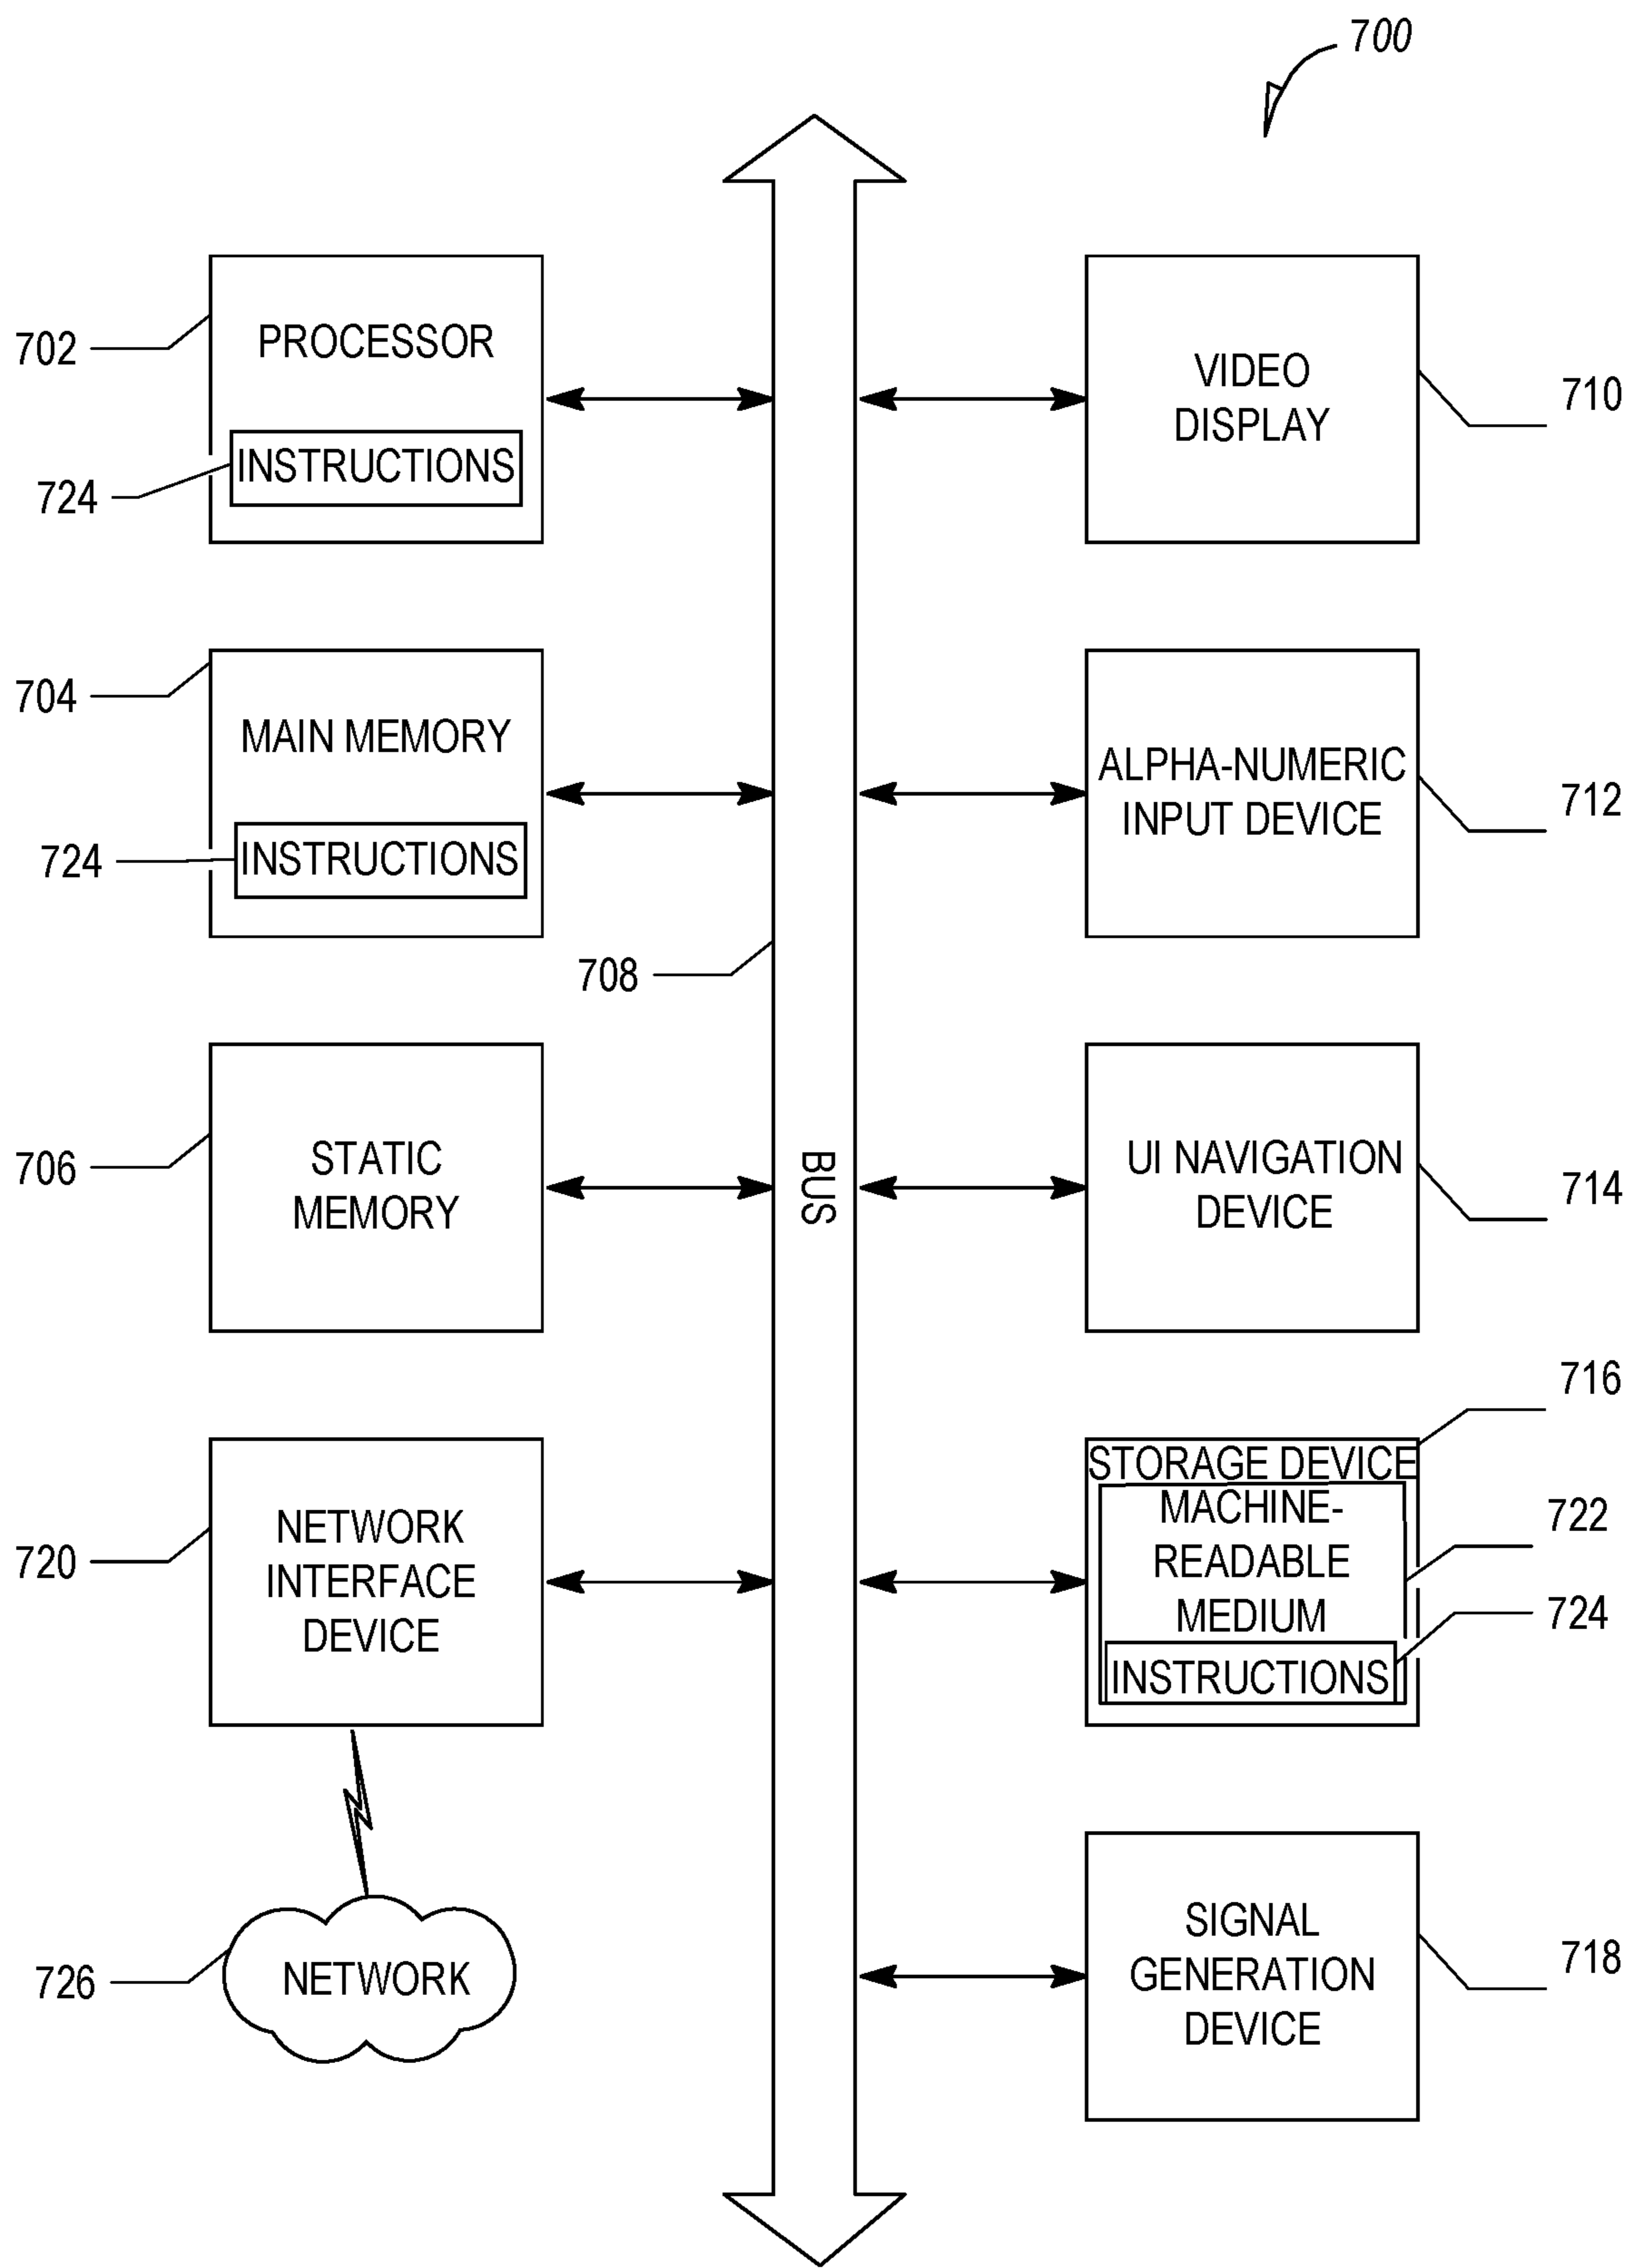 700
702
PROCESSOR
724
INSTRUCTIONS
704
MAIN MEMORY
724
INSTRUCTIONS
708
706
STATIC
MEMORY
720
NETWORK
INTERFACE
DEVICE
726
NETWORK
BUS
VIDEO
DISPLAY
710
ALPHA-NUMERIC
INPUT DEVICE
712
UI NAVIGATION
DEVICE
714
716
STORAGE DEVICE
MACHINE-
READABLE
MEDIUM
722
724
INSTRUCTIONS
SIGNAL
GENERATION
DEVICE
718